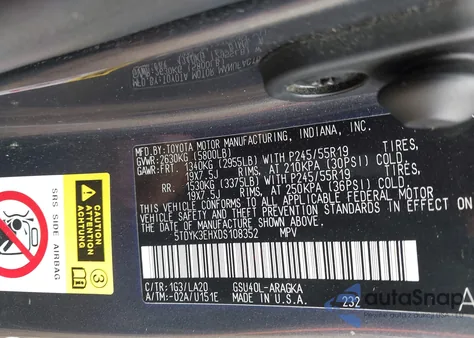 MFD. BY:
TOYOTA MOTOR MANUFACTURING, INDIANA, INC.
GVWR: 2630KG (5800LB)
GAWR: FRT. 1340KG (2955LB) WITH P245/55R19 TIRES,
19X7.5J RIMS, AT 210KPA (30PSI) COLD.
RR. 1530KG (3375LB) WITH P245/55R19 TIRES,
19X7.5J RIMS, AT 250KPA (36PSI) COLD.
THIS VEHICLE CONFORMS TO ALL APPLICABLE FEDERAL MOTOR
VEHICLE SAFETY AND THEFT PREVENTION STANDARDS IN EFFECT ON
THE DATE OF MANUFACTURE SHOWN ABOVE.
5TDYK3EHXDS108352 MPV
C/TR: 1G3/LA20 GSU40L-ARAGKA
A/TM: -02A/U151E MADE IN U.S.A. 232
CAUTION
ATTENTION
SRS SIDE AIRBAG
3
autoSnap